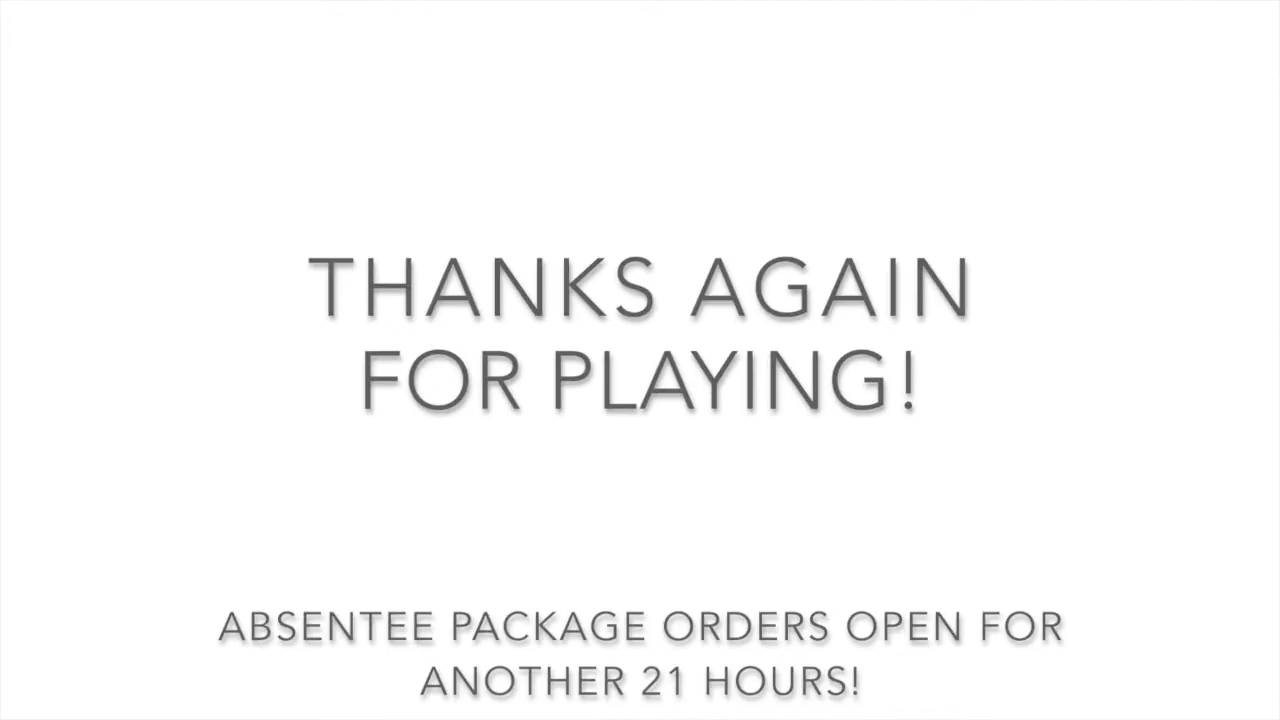 THANKS AGAIN
FOR PLAYING!
ABSENTEE PACKAGE ORDERS OPEN FOR
ANOTHER 21 HOURS!